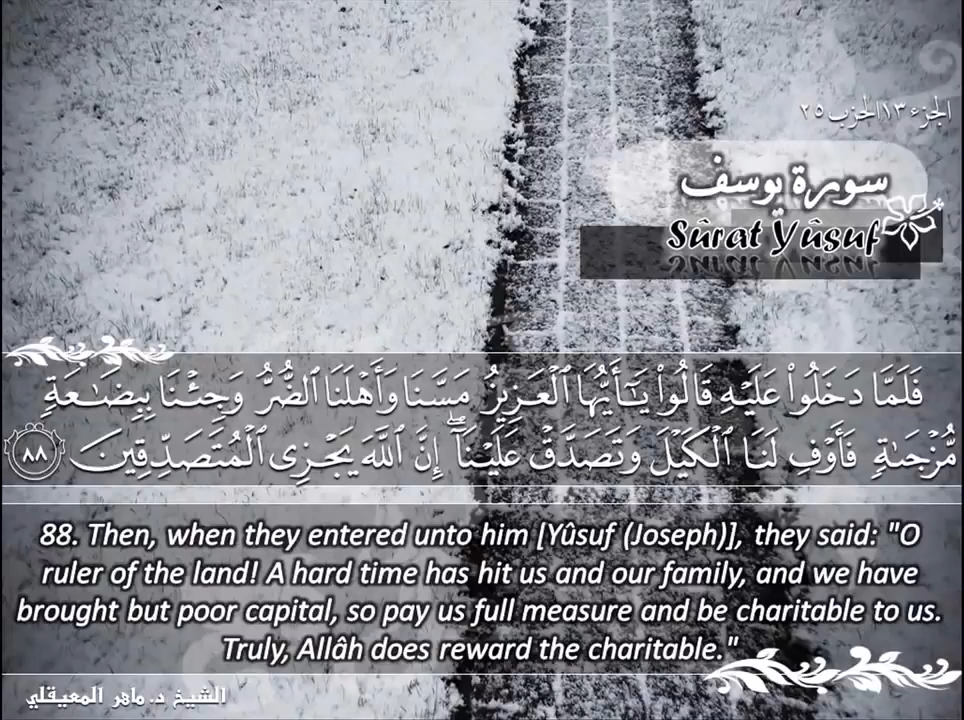 الجزء ١٣ الحزب ٢٥
سورة يوسف
Sûrat Yûsuf
فَلَمَّا دَخَلُوا۟ عَلَيْهِ قَالُوا۟ يَـٰٓأَيُّهَا ٱلْعَزِيزُ مَسَّنَا وَأَهْلَنَا ٱلضُّرُّ وَجِئْنَا بِبِضَـٰعَةٍ
مُّزْجَىٰةٍ فَأَوْفِ لَنَا ٱلْكَيْلَ وَتَصَدَّقْ عَلَيْنَآ ۖ إِنَّ ٱللَّهَ يَجْزِى ٱلْمُتَصَدِّقِينَ ٨٨
88. Then, when they entered unto him [Yûsuf (Joseph)], they said: "O
ruler of the land! A hard time has hit us and our family, and we have
brought but poor capital, so pay us full measure and be charitable to us.
Truly, Allâh does reward the charitable."
الشيخ د. ماهر المعيقلي